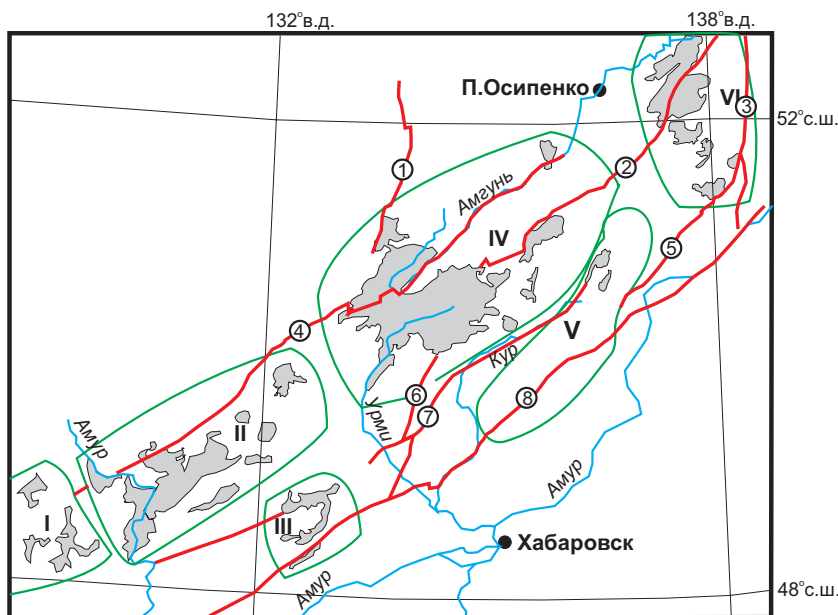 132°в.д.
138°в.д.
П.Осипенко
VI
3
52°с.ш.
1
2
Амгунь
IV
5
4
V
Кур
6
7
8
Урми
Амур
II
Амур
I
III
Хабаровск
Амур
48°с.ш.